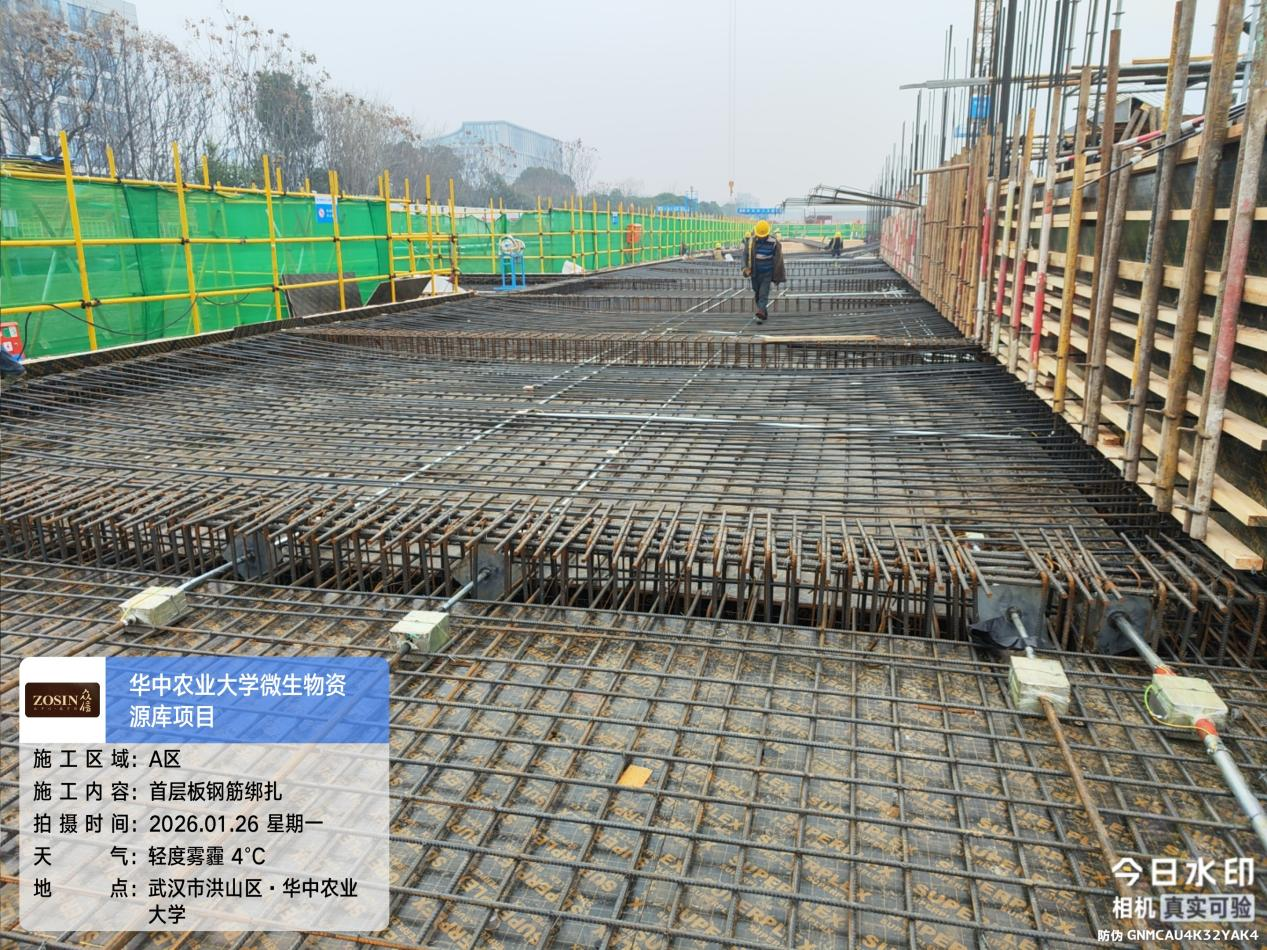 ZOSIN 众信
华中农业大学微生物资
源库项目
施工区域：A区
施工内容：首层板钢筋绑扎
拍摄时间：2026.01.26 星期一
天气：轻度雾霾 4℃
地点：武汉市洪山区·华中农业
大学
今日水印
相机 真实可验
防伪 GNMCAU4K32YAK4